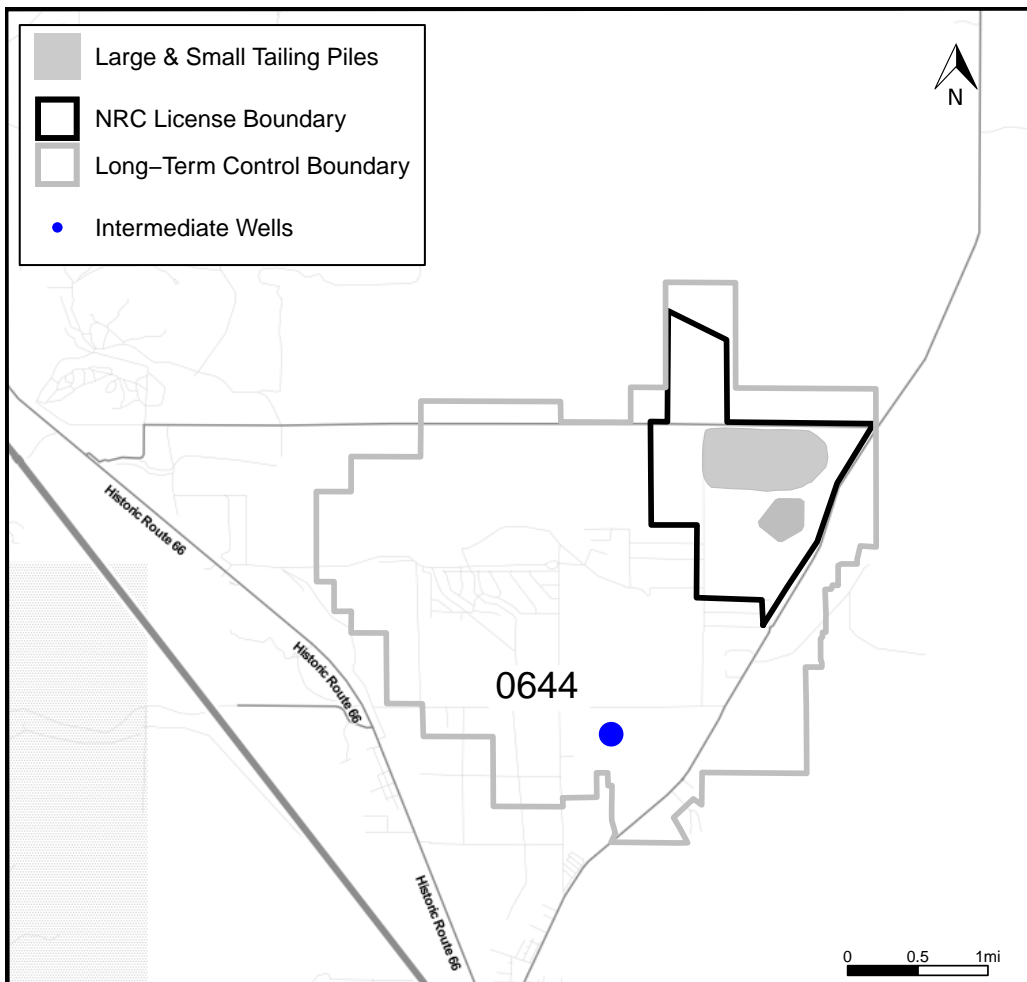 Large & Small Tailing Piles
NRC License Boundary
Long−Term Control Boundary
Intermediate Wells
N
Historic Route 66
Historic Route 66
0644
Historic Route 66
0 0.5 1mi